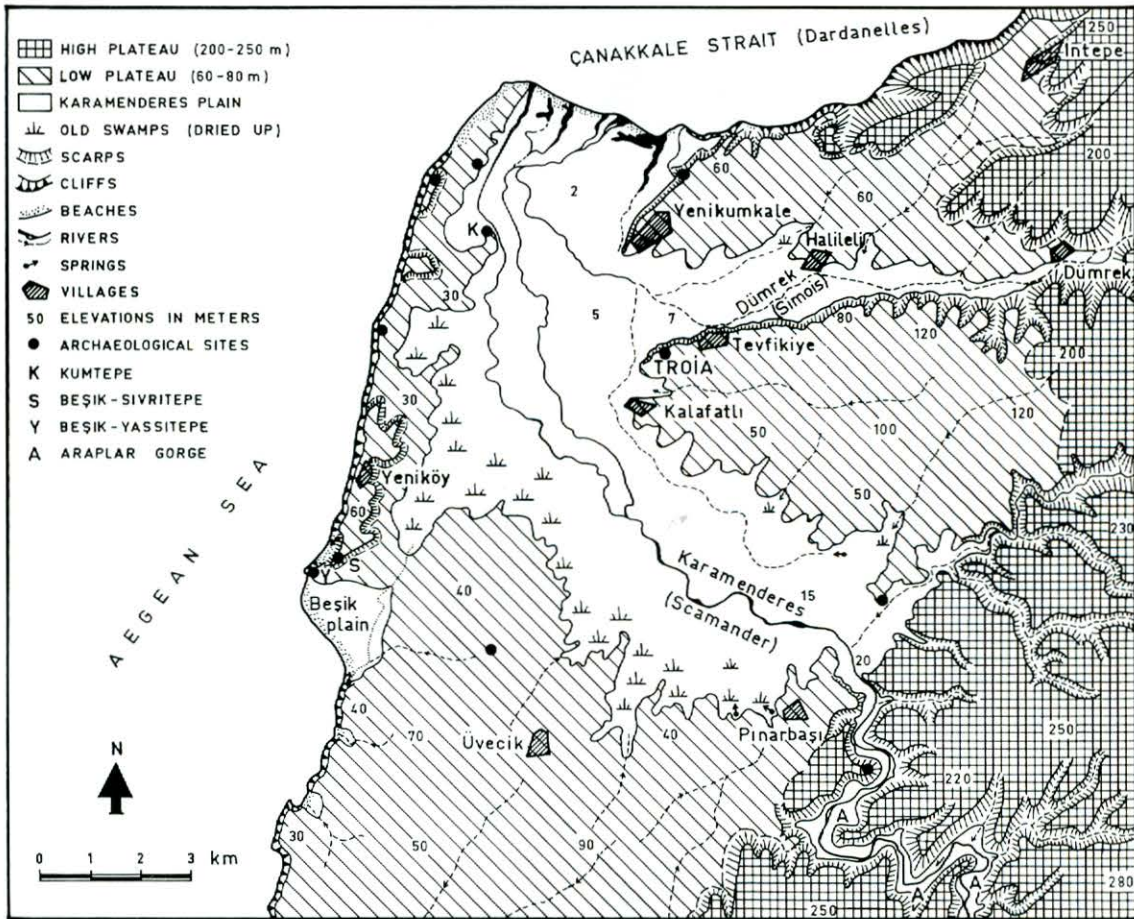 HIGH PLATEAU (200-250 m)
LOW PLATEAU (60-80 m)
KARAMENDERES PLAIN
OLD SWAMPS (DRIED UP)
SCARPS
CLIFFS
BEACHES
RIVERS
SPRINGS
VILLAGES
50 ELEVATIONS IN METERS
ARCHAEOLOGICAL SITES
K KUMTEPE
S BEŞIK-SIVRITEPE
Y BEŞIK-YASSITEPE
A ARAPLAR GORGE
ÇANAKKALE STRAIT (Dardanelles)
250
İntepe
200
60
60
2
Yenikumkale
K
Halileli
Dümrek
Dümrek
(Simois)
30
5
7
80
120
200
Tevfikiye
TROİA
30
Kalafatlı
50
100
120
Yeniköy
50
60
230
AEGEAN SEA
S
Y
Beşik
plain
40
Karamenderes
(Scamander)
15
20
40
70
Üvecik
40
Pınarbaşı
250
220
N
A
30
50
90
A
A
250
280
0 1 2 3 km